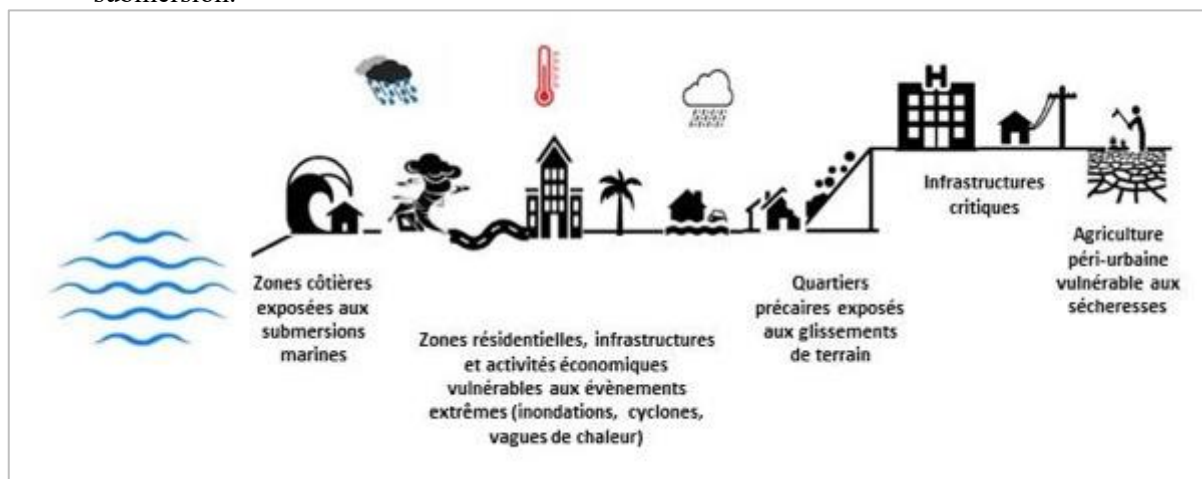 submersion.
Zones côtières
exposées aux
submersions
marines
Zones résidentielles, infrastructures
et activités économiques
vulnérables aux évènements
extrêmes (inondations, cyclones,
vagues de chaleur)
Quartiers
précaires exposés
aux glissements
de terrain
H
Infrastructures
critiques
Agriculture
péri-urbaine
vulnérable aux
sécheresses